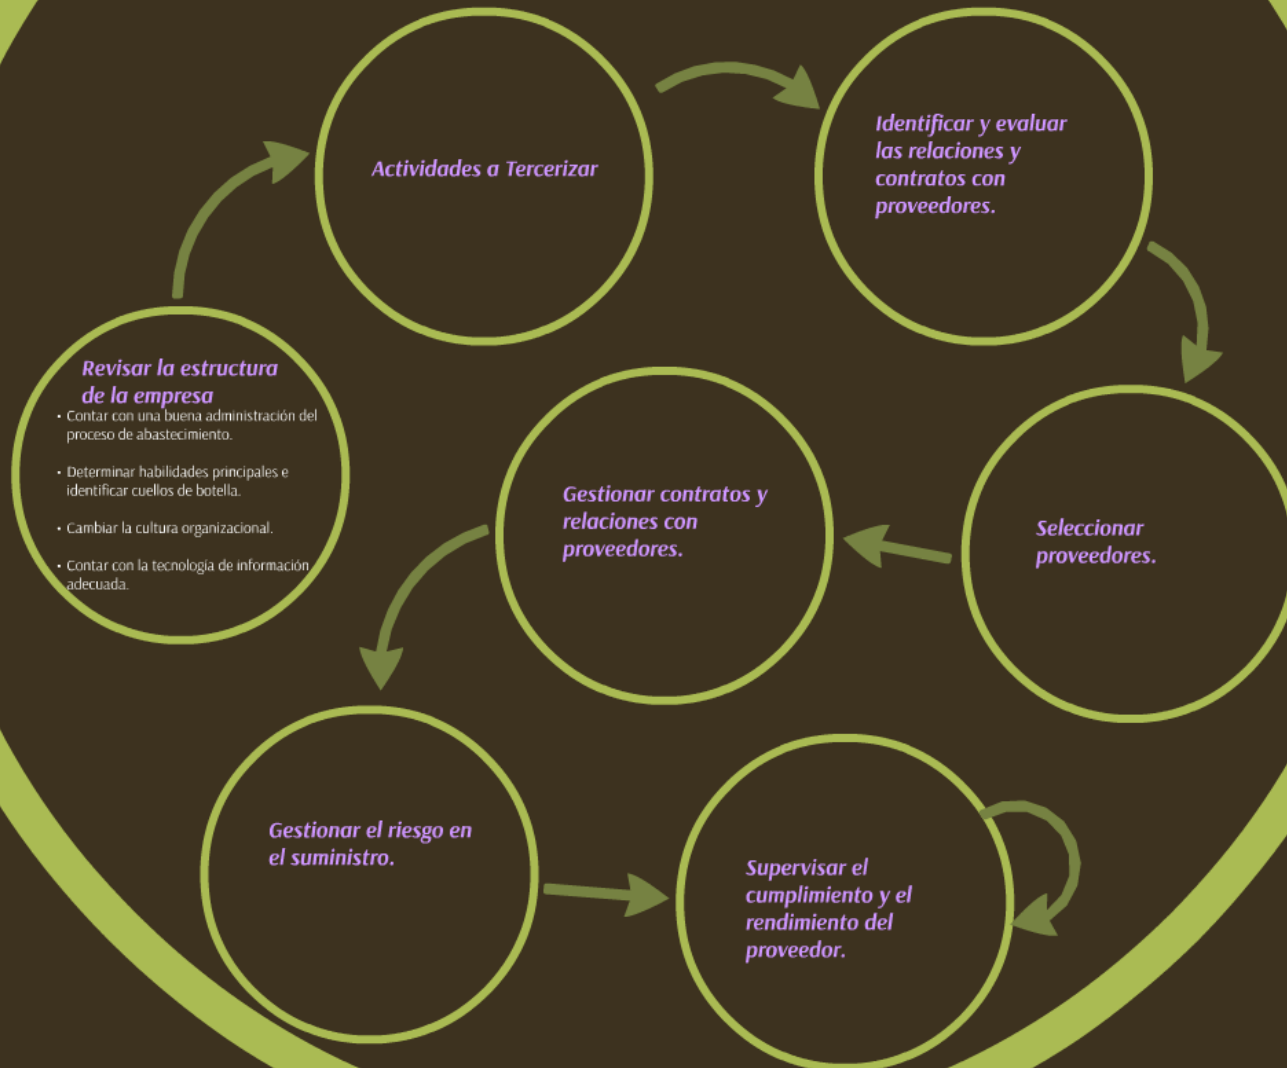 Revisar la estructura
de la empresa
• Contar con una buena administración del
proceso de abastecimiento.
• Determinar habilidades principales e
identificar cuellos de botella.
• Cambiar la cultura organizacional.
• Contar con la tecnología de información
adecuada.
Actividades a Tercerizar
Identificar y evaluar
las relaciones y
contratos con
proveedores.
Seleccionar
proveedores.
Gestionar contratos y
relaciones con
proveedores.
Gestionar el riesgo en
el suministro.
Supervisar el
cumplimiento y el
rendimiento del
proveedor.